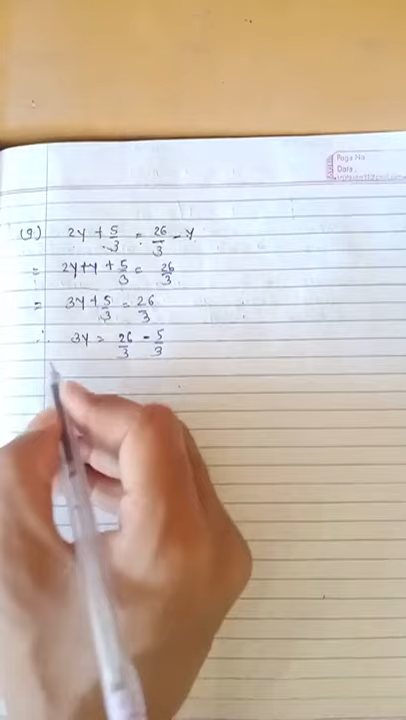 Page No
Date
(9.) 2y + 5/3 = 26/3 - y
= 2y+y + 5/3 = 26/3
= 3y + 5/3 = 26/3
∴ 3y = 26/3 - 5/3